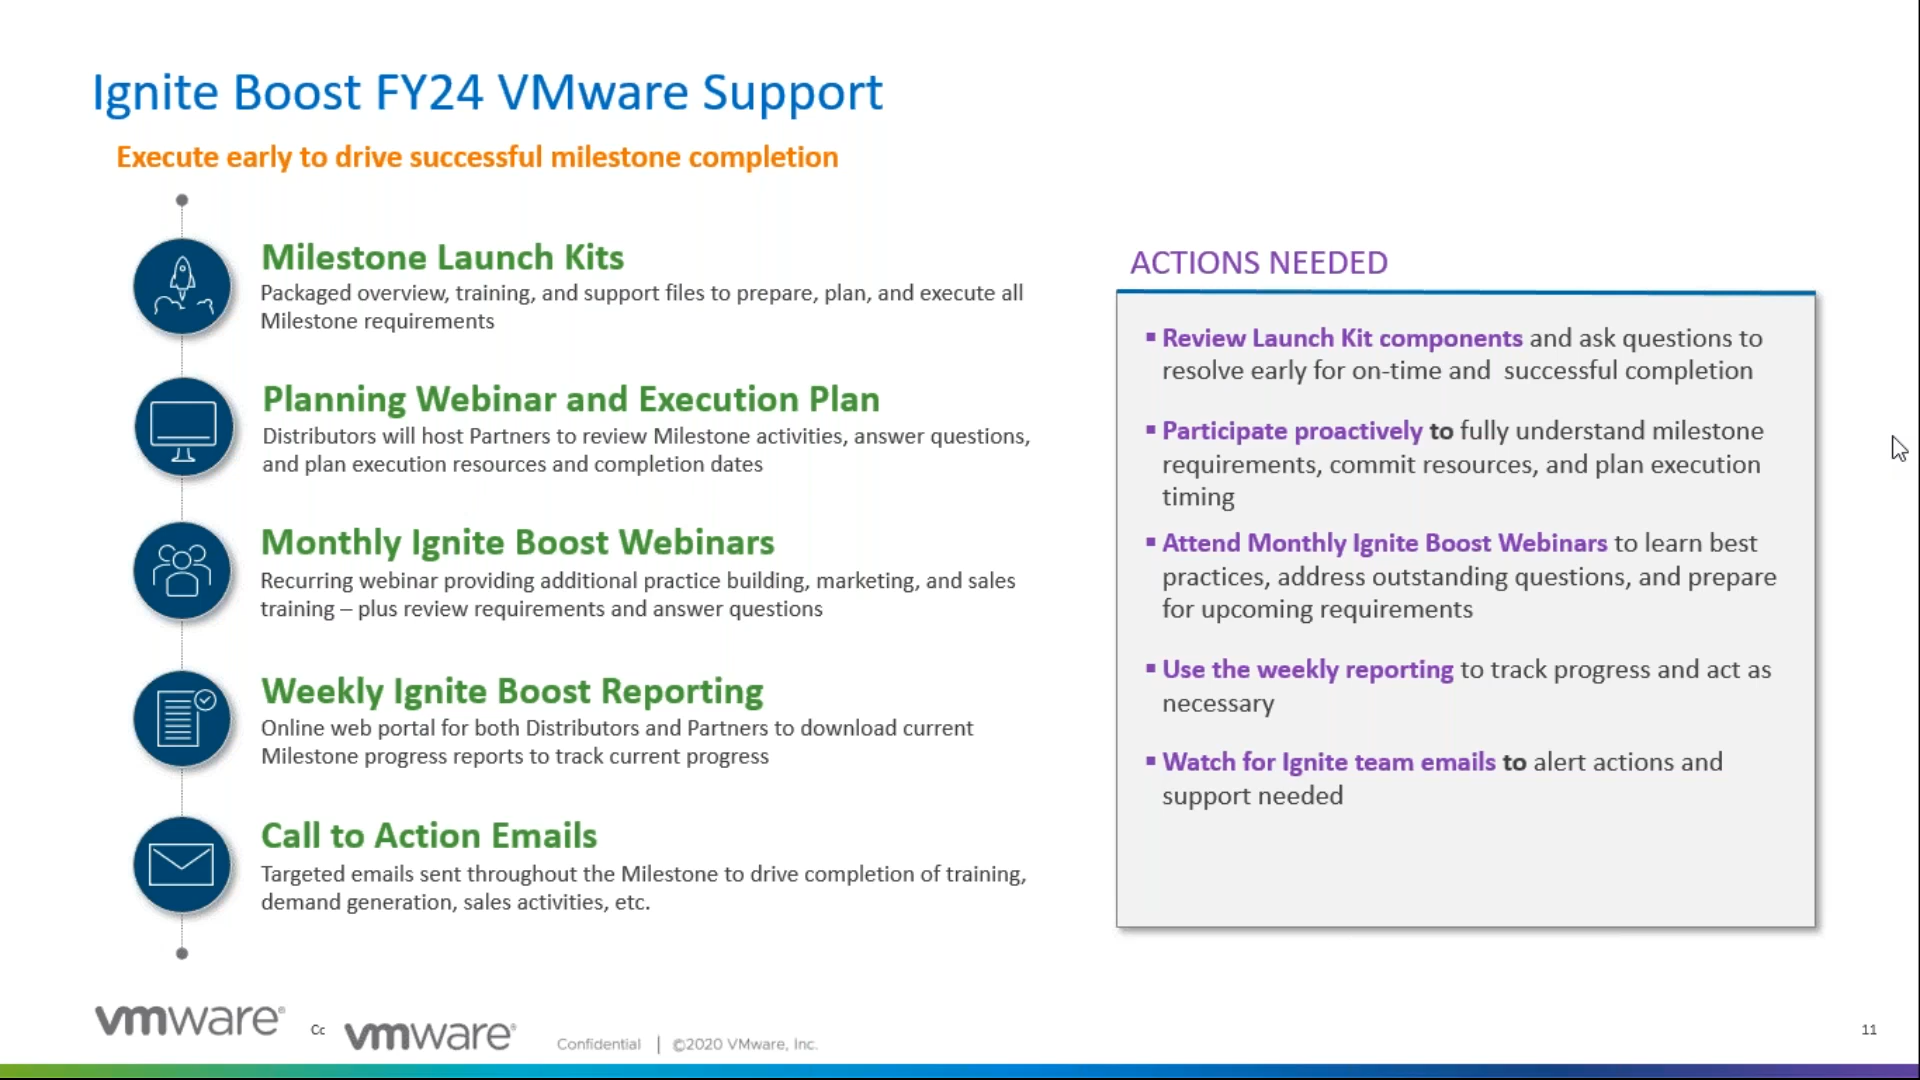 Ignite Boost FY24 VMware Support
Execute early to drive successful milestone completion
Milestone Launch Kits
Packaged overview, training, and support files to prepare, plan, and execute all
Milestone requirements
Planning Webinar and Execution Plan
Distributors will host Partners to review Milestone activities, answer questions,
and plan execution resources and completion dates
Monthly Ignite Boost Webinars
Recurring webinar providing additional practice building, marketing, and sales
training – plus review requirements and answer questions
Weekly Ignite Boost Reporting
Online web portal for both Distributors and Partners to download current
Milestone progress reports to track current progress
Call to Action Emails
Targeted emails sent throughout the Milestone to drive completion of training,
demand generation, sales activities, etc.
ACTIONS NEEDED
▪ Review Launch Kit components and ask questions to
resolve early for on-time and  successful completion
▪ Participate proactively to fully understand milestone
requirements, commit resources, and plan execution
timing
▪ Attend Monthly Ignite Boost Webinars to learn best
practices, address outstanding questions, and prepare
for upcoming requirements
▪ Use the weekly reporting to track progress and act as
necessary
▪ Watch for Ignite team emails to alert actions and
support needed
vmware® Cc vmware® Confidential | ©2020 VMware, Inc. 11